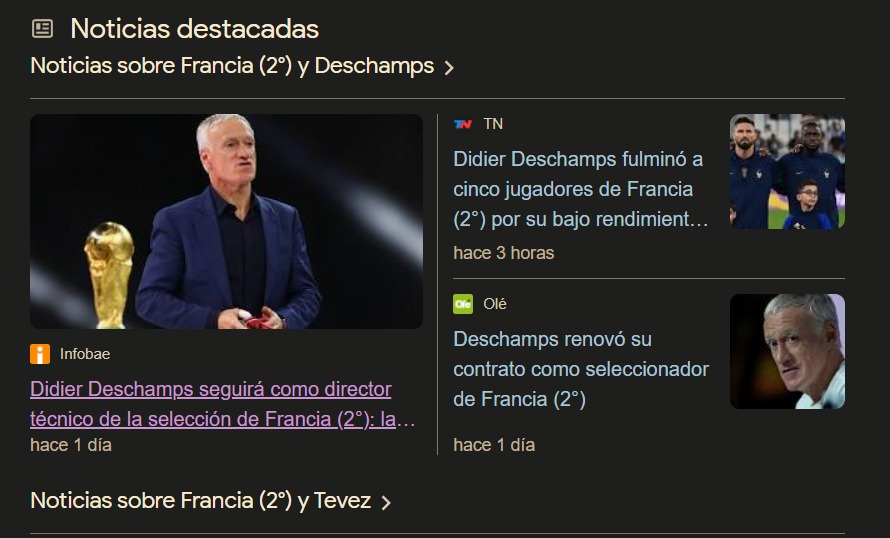 Noticias destacadas
Noticias sobre Francia (2°) y Deschamps
TN
TN
Didier Deschamps fulminó a
cinco jugadores de Francia
(2°) por su bajo rendimient...
hace 3 horas
Infobae
Didier Deschamps seguirá como director
técnico de la selección de Francia (2°): la...
hace 1 día
Olé
Olé
Deschamps renovó su
contrato como seleccionador
de Francia (2°)
hace 1 día
Noticias sobre Francia (2°) y Tevez